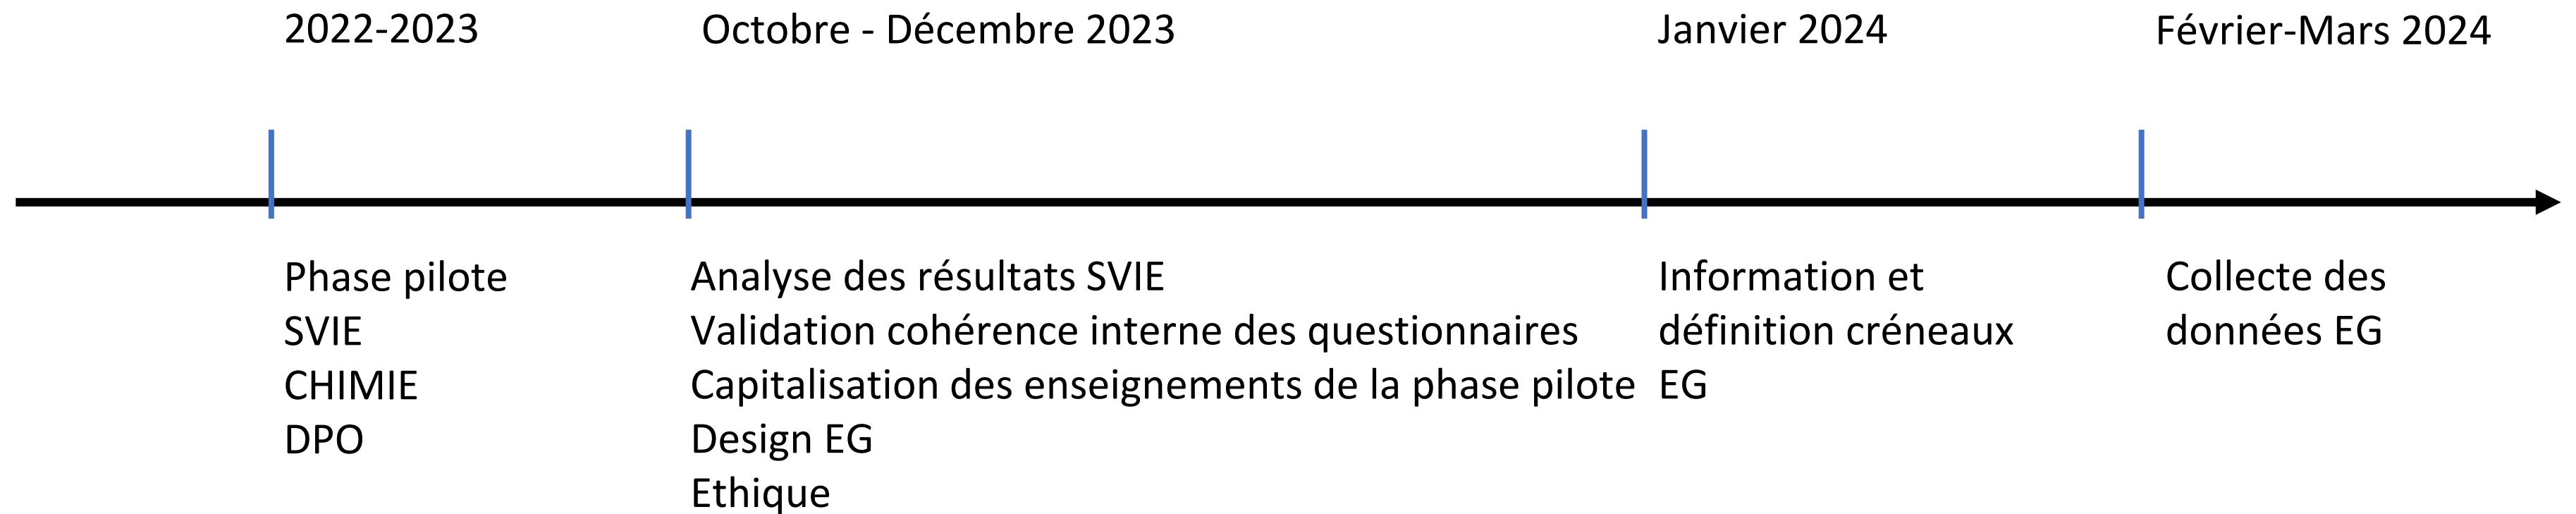 2022-2023
Octobre - Décembre 2023
Janvier 2024
Février-Mars 2024
Phase pilote
SVIE
CHIMIE
DPO
Analyse des résultats SVIE
Validation cohérence interne des questionnaires
Capitalisation des enseignements de la phase pilote
Design EG
Ethique
Information et
définition créneaux
EG
Collecte des
données EG